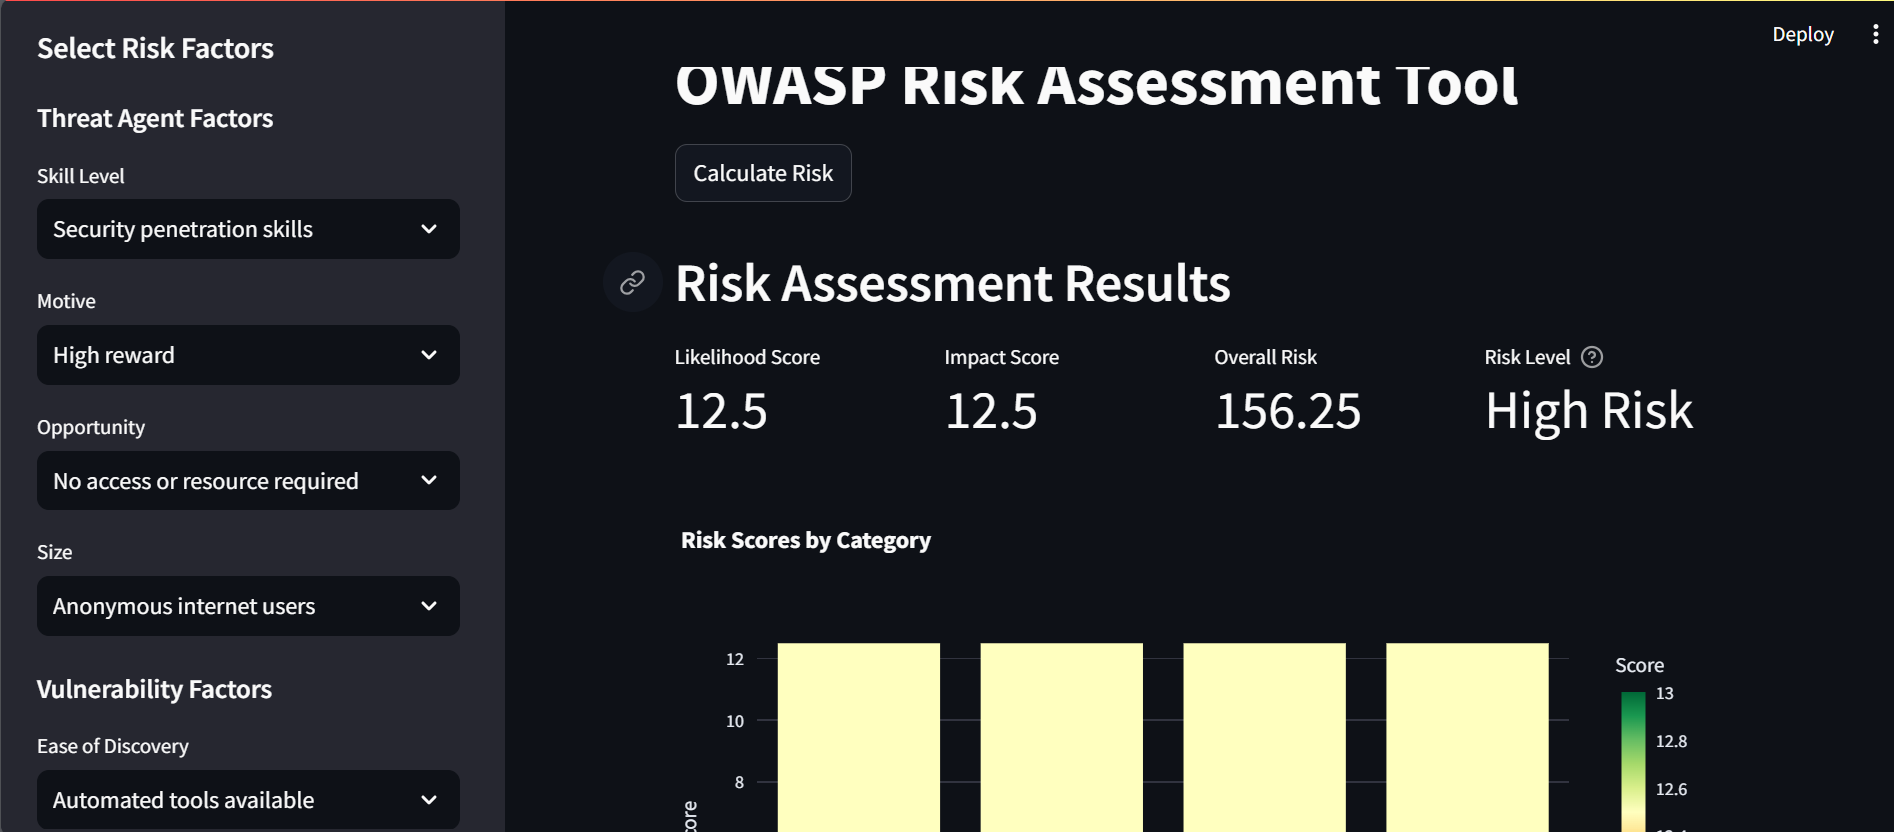 Select Risk Factors
Threat Agent Factors
Skill Level
Security penetration skills
Motive
High reward
Opportunity
No access or resource required
Size
Anonymous internet users
Vulnerability Factors
Ease of Discovery
Automated tools available
Deploy
OWASP Risk Assessment Tool
Calculate Risk
Risk Assessment Results
Likelihood Score
12.5
Impact Score
12.5
Overall Risk
156.25
Risk Level
High Risk
Risk Scores by Category
12
10
8
Score
13
12.8
12.6